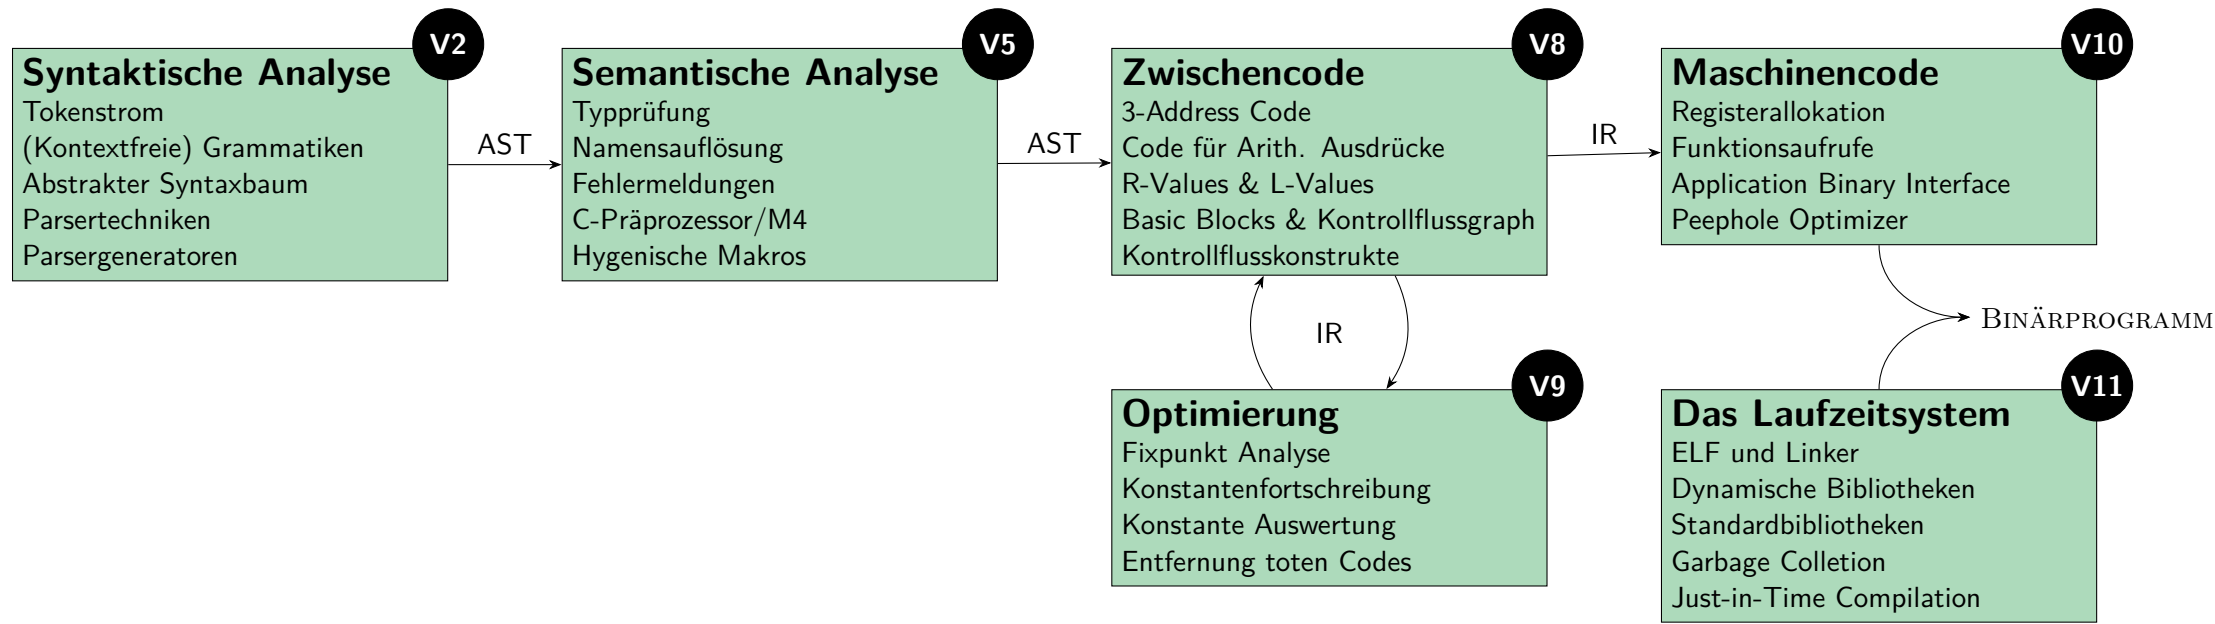 V2
Syntaktische Analyse
Tokenstrom
(Kontextfreie) Grammatiken
Abstrakter Syntaxbaum
Parsertechniken
Parsergeneratoren
AST
V5
Semantische Analyse
Typprüfung
Namensauflösung
Fehlermeldungen
C-Präprozessor/M4
Hygenische Makros
AST
V8
Zwischencode
3-Address Code
Code für Arith. Ausdrücke
R-Values & L-Values
Basic Blocks & Kontrollflussgraph
Kontrollflusskonstrukte
IR
V10
Maschinencode
Registerallokation
Funktionsaufrufe
Application Binary Interface
Peephole Optimizer
IR
BINÄRPROGRAMM
V9
Optimierung
Fixpunkt Analyse
Konstantenfortschreibung
Konstante Auswertung
Entfernung toten Codes
V11
Das Laufzeitsystem
ELF und Linker
Dynamische Bibliotheken
Standardbibliotheken
Garbage Colletion
Just-in-Time Compilation